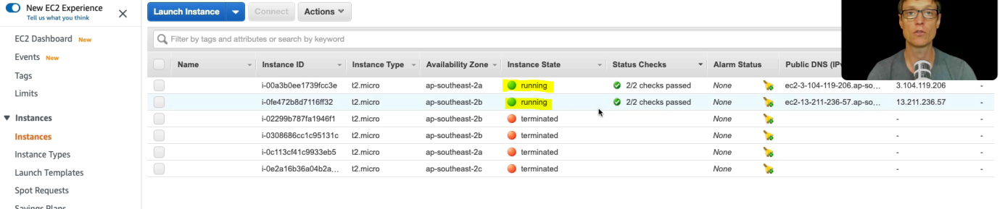 New EC2 Experience
Tell us what you think
Launch Instance Connect Actions
EC2 Dashboard New
Events New
Tags
Limits
Instances
Instances
Instance Types
Launch Templates
Spot Requests
Savings Plans
Filter by tags and attributes or search by keyword
Name Instance ID Instance Type Availability Zone Instance State Status Checks Alarm Status Public DNS (IPv
i-00a3b0ee1739fcc3e t2.micro ap-southeast-2a running 2/2 checks passed None ec2-3-104-119-206.ap-so... 3.104.119.206 -
i-0fe472b8d7116ff32 t2.micro ap-southeast-2b running 2/2 checks passed None ec2-13-211-236-57.ap-so... 13.211.236.57 -
i-02299b787fa1946f1 t2.micro ap-southeast-2b terminated None - -
i-0308686cc1c95131c t2.micro ap-southeast-2b terminated None - -
i-0c113cf41c9933eb5 t2.micro ap-southeast-2a terminated None - -
i-0e2a16b36a04b2a... t2.micro ap-southeast-2c terminated None - -